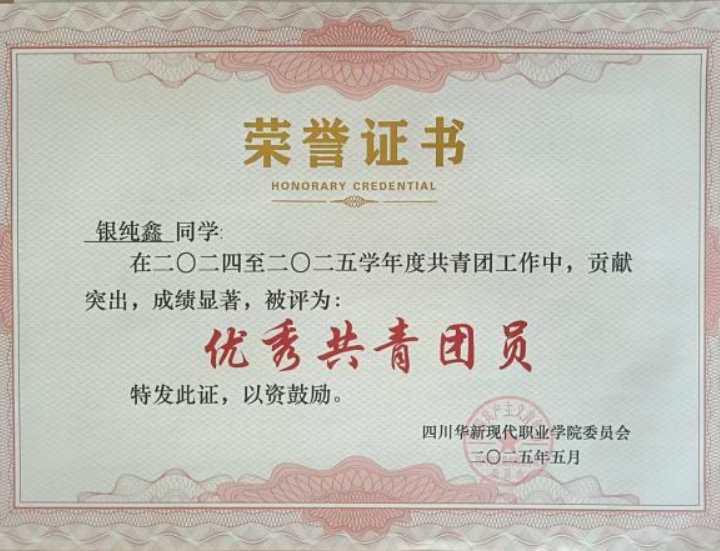 荣誉证书
HONORARY CREDENTIAL
银纯鑫 同学:
在二〇二四至二〇二五学年度共青团工作中，贡献
突出，成绩显著，被评为：
优秀共青团员
特发此证，以资鼓励。
四川华新现代职业学院委员会
二〇二五年五月